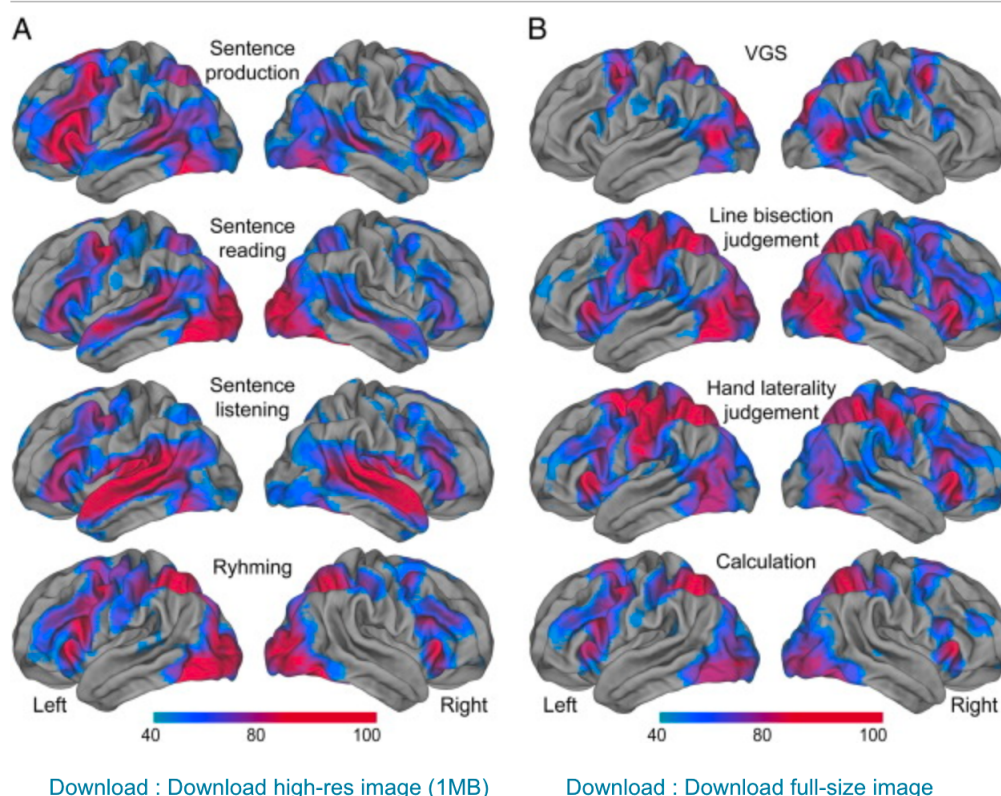 A
Sentence
production
Sentence
reading
Sentence
listening
Ryhming
Left
Right
40
80
100
B
VGS
Line bisection
judgement
Hand laterality
judgement
Calculation
Left
Right
40
80
100
Download : Download high-res image (1MB)
Download : Download full-size image